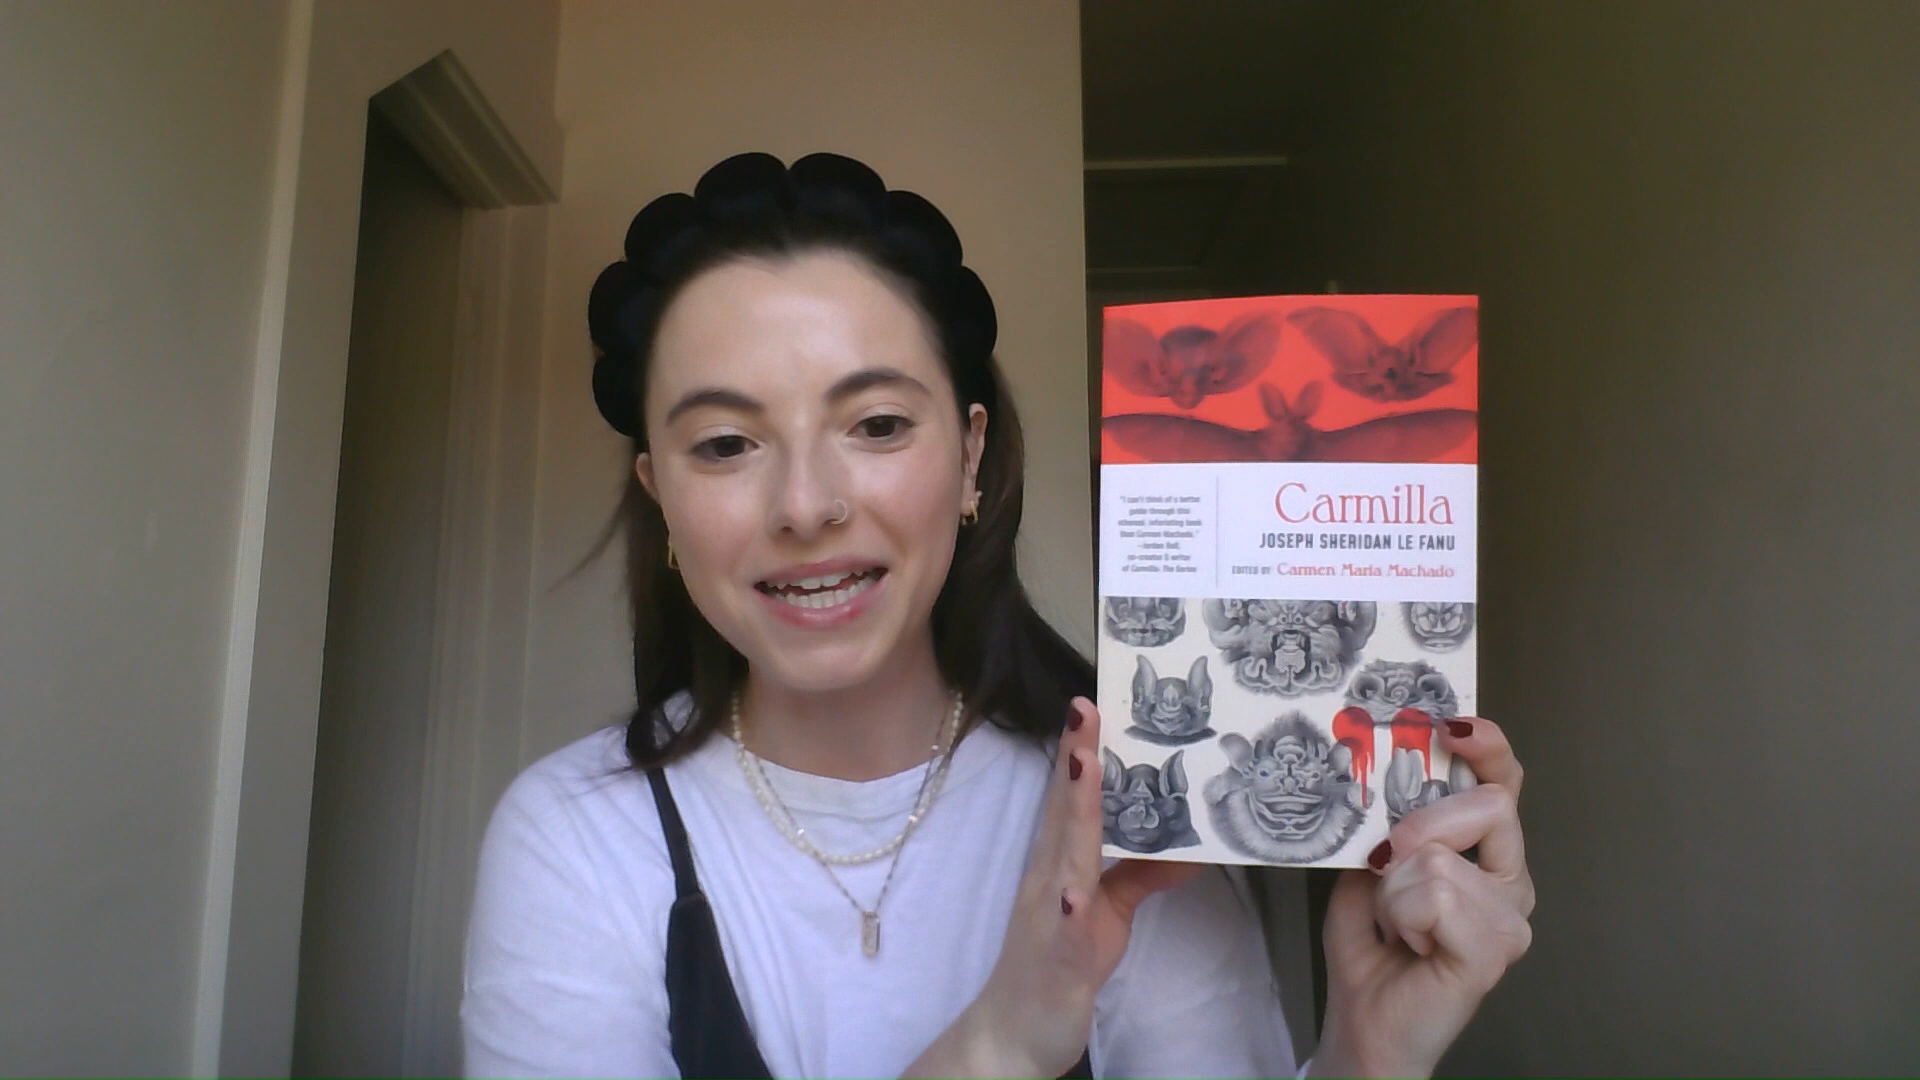 "I can't think of a better
guide through this
ethereal, infuriating book
than Carmen Machado."
—Jordan Hall,
co-creator & writer
of Carmilla: The Series
Carmilla
JOSEPH SHERIDAN LE FANU
EDITED BY Carmen Maria Machado